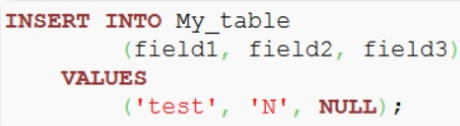 INSERT INTO My_table
(field1, field2, field3)
VALUES
('test', 'N', NULL);